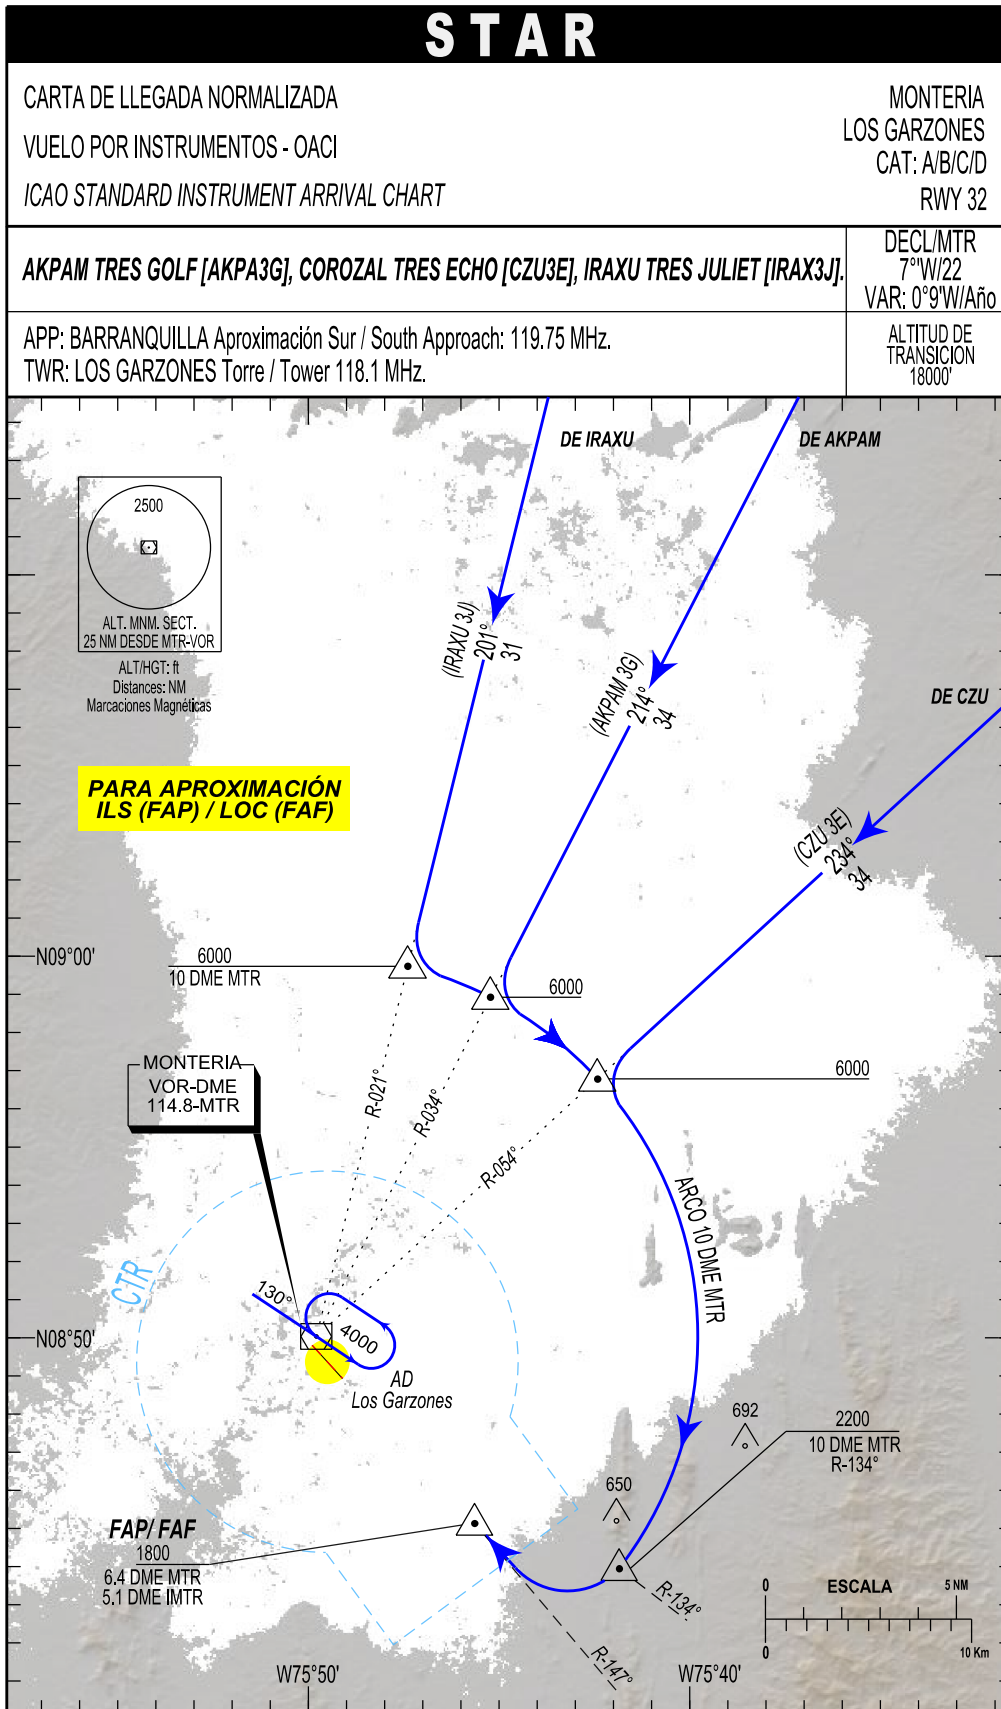 STAR
CARTA DE LLEGADA NORMALIZADA
VUELO POR INSTRUMENTOS - OACI
ICAO STANDARD INSTRUMENT ARRIVAL CHART
MONTERIA
LOS GARZONES
CAT: A/B/C/D
RWY 32
AKPAM TRES GOLF [AKPA3G], COROZAL TRES ECHO [CZU3E], IRAXU TRES JULIET [IRAX3J].
DECL/MTR
7°'W/22
VAR: 0°9'W/Año
APP: BARRANQUILLA Aproximación Sur / South Approach: 119.75 MHz.
TWR: LOS GARZONES Torre / Tower 118.1 MHz.
ALTITUD DE
TRANSICION
18000'
DE IRAXU
DE AKPAM
2500
ALT. MNM. SECT.
25 NM DESDE MTR-VOR
ALT/HGT: ft
Distances: NM
Marcaciones Magnéticas
(IRAXU 3J)
201°
31
(AKPAM 3G)
214°
34
DE CZU
PARA APROXIMACIÓN
ILS (FAP) / LOC (FAF)
(CZU 3E)
234°
34
N09°00'
6000
10 DME MTR
6000
6000
MONTERIA
VOR-DME
114.8-MTR
R-021°
R-034°
R-054°
ARCO 10 DME MTR
CTR
130°
4000
N08°50'
AD
Los Garzones
692
2200
10 DME MTR
R-134°
650
FAP/ FAF
1800
6.4 DME MTR
5.1 DME IMTR
R-134°
R-147°
0
ESCALA
5 NM
0
10 Km
W75°50'
W75°40'